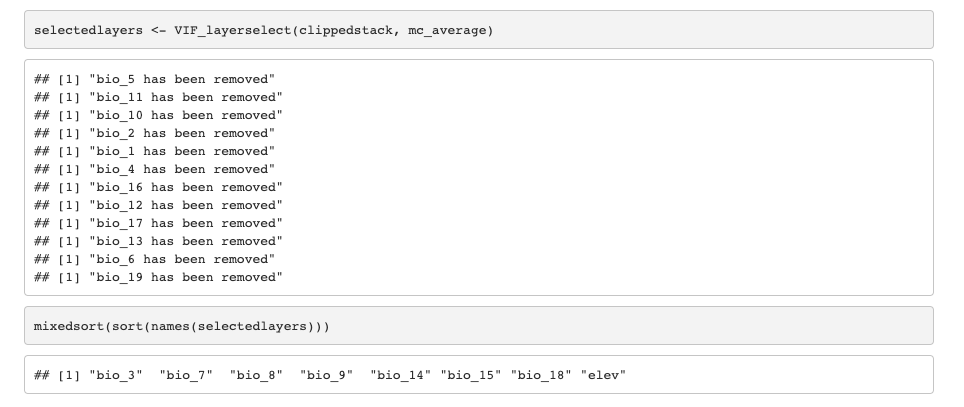 selectedlayers <- VIF_layerselect(clippedstack, mc_average)
## [1] "bio_5 has been removed"
## [1] "bio_11 has been removed"
## [1] "bio_10 has been removed"
## [1] "bio_2 has been removed"
## [1] "bio_1 has been removed"
## [1] "bio_4 has been removed"
## [1] "bio_16 has been removed"
## [1] "bio_12 has been removed"
## [1] "bio_17 has been removed"
## [1] "bio_13 has been removed"
## [1] "bio_6 has been removed"
## [1] "bio_19 has been removed"
mixedsort(sort(names(selectedlayers)))
## [1] "bio_3"  "bio_7"  "bio_8"  "bio_9"  "bio_14" "bio_15" "bio_18" "elev"